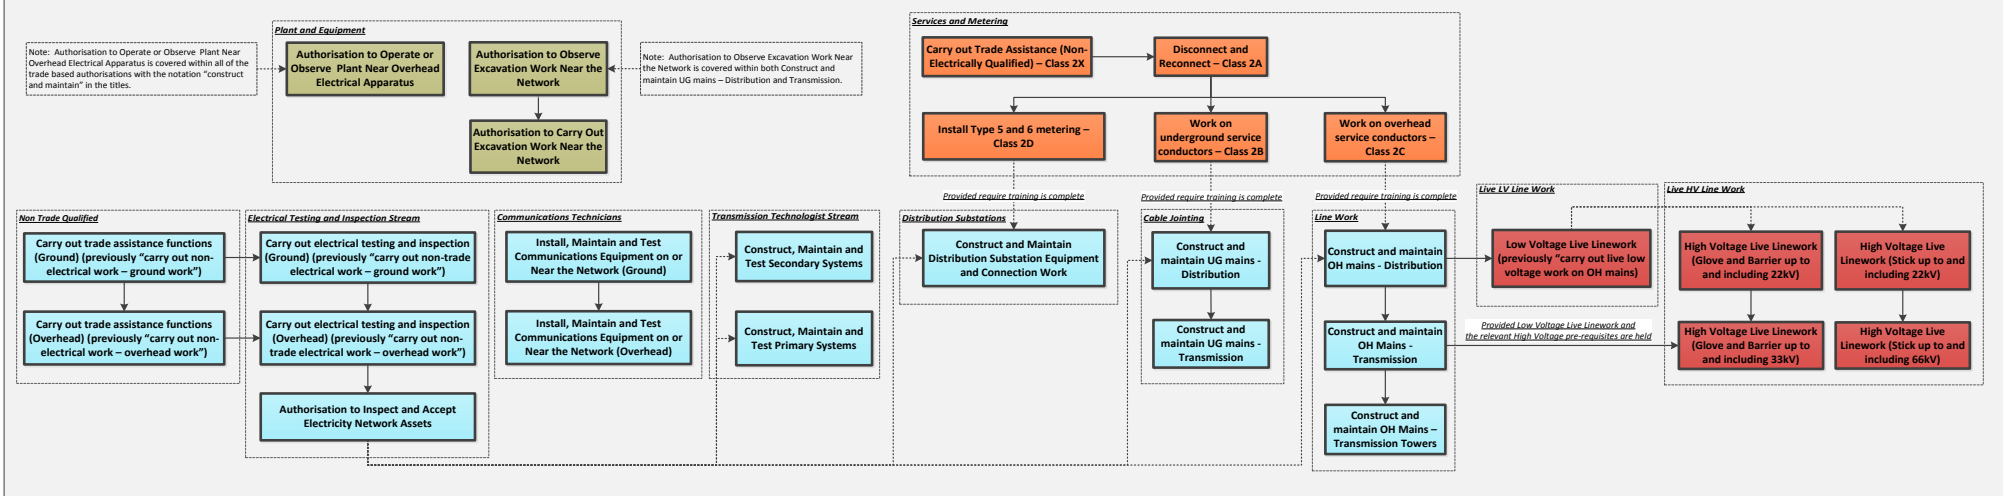 Note:  Authorisation to Operate or Observe  Plant Near
Overhead Electrical Apparatus is covered within all of the
trade based authorisations with the notation “construct
and maintain” in the titles.
Plant and Equipment
Authorisation to Operate or
Observe  Plant Near Overhead
Electrical Apparatus
Authorisation to Observe
Excavation Work Near the
Network
Authorisation to Carry Out
Excavation Work Near the
Network
Note:  Authorisation to Observe Excavation Work Near
the Network is covered within both Construct and
maintain UG mains – Distribution and Transmission.
Services and Metering
Carry out Trade Assistance (Non-
Electrically Qualified) – Class 2X
Disconnect and
Reconnect – Class 2A
Install Type 5 and 6 metering –
Class 2D
Work on
underground service
conductors – Class 2B
Work on overhead
service conductors –
Class 2C
Provided require training is complete
Provided require training is complete
Provided require training is complete
Non Trade Qualified
Carry out trade assistance functions
(Ground) (previously “carry out non-
electrical work – ground work”)
Carry out trade assistance functions
(Overhead) (previously “carry out non-
electrical work – overhead work”)
Electrical Testing and Inspection Stream
Carry out electrical testing and inspection
(Ground) (previously “carry out non-trade
electrical work – ground work”)
Carry out electrical testing and inspection
(Overhead) (previously “carry out non-
trade electrical work – overhead work”)
Authorisation to Inspect and Accept
Electricity Network Assets
Communications Technicians
Install, Maintain and Test
Communications Equipment on or
Near the Network (Ground)
Install, Maintain and Test
Communications Equipment on or
Near the Network (Overhead)
Transmission Technologist Stream
Construct, Maintain and
Test Secondary Systems
Construct, Maintain and
Test Primary Systems
Distribution Substations
Construct and Maintain
Distribution Substation Equipment
and Connection Work
Cable Jointing
Construct and
maintain UG mains -
Distribution
Construct and
maintain UG mains -
Transmission
Line Work
Construct and maintain
OH mains - Distribution
Construct and maintain
OH Mains -
Transmission
Construct and
maintain OH Mains –
Transmission Towers
Live LV Line Work
Low Voltage Live Linework
(previously “carry out live low
voltage work on OH mains)
Provided Low Voltage Live Linework and
the relevant High Voltage pre-requisites are held
Live HV Line Work
High Voltage Live Linework
(Glove and Barrier up to
and including 22kV)
High Voltage Live
Linework (Stick up to and
including 22kV)
High Voltage Live Linework
(Glove and Barrier up to
and including 33kV)
High Voltage Live
Linework (Stick up to and
including 66kV)